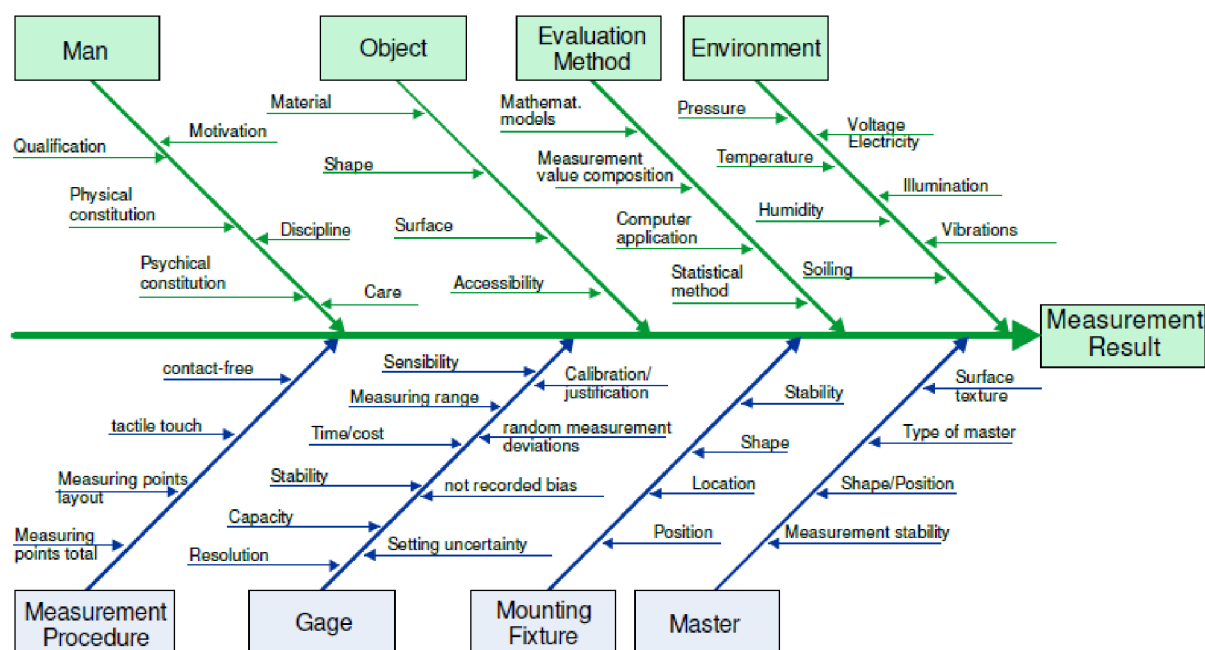 Man
Object
Evaluation
Method
Environment
Motivation
Qualification
Physical
constitution
Discipline
Psychical
constitution
Care
Material
Shape
Surface
Accessibility
Mathemat.
models
Measurement
value composition
Computer
application
Statistical
method
Pressure
Voltage
Electricity
Temperature
Illumination
Humidity
Vibrations
Soiling
Measurement
Result
contact-free
tactile touch
Measuring points
layout
Measuring
points total
Sensibility
Calibration/
justification
Measuring range
Time/cost
random measurement
deviations
Stability
not recorded bias
Capacity
Setting uncertainty
Resolution
Stability
Shape
Location
Position
Surface
texture
Type of master
Shape/Position
Measurement stability
Measurement
Procedure
Gage
Mounting
Fixture
Master